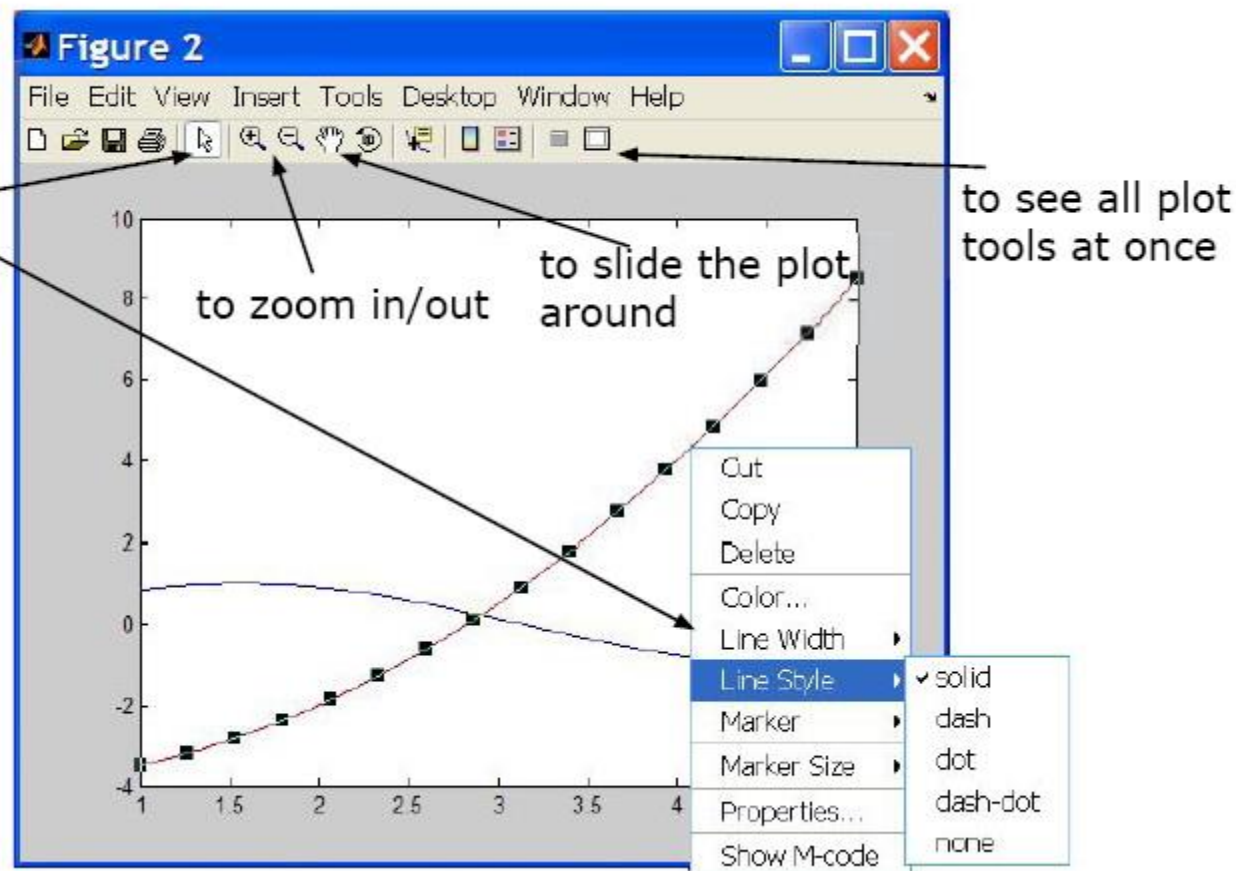 Figure 2
File Edit View Insert Tools Desktop Window Help
to see all plot
tools at once
to zoom in/out
to slide the plot
around
10
8
6
4
2
0
-2
-4
1
1.5
2
2.5
3
3.5
4
Cut
Copy
Delete
Color...
Line Width
Line Style
Marker
Marker Size
Properties...
Show M-code
solid
dash
dot
dash-dot
none